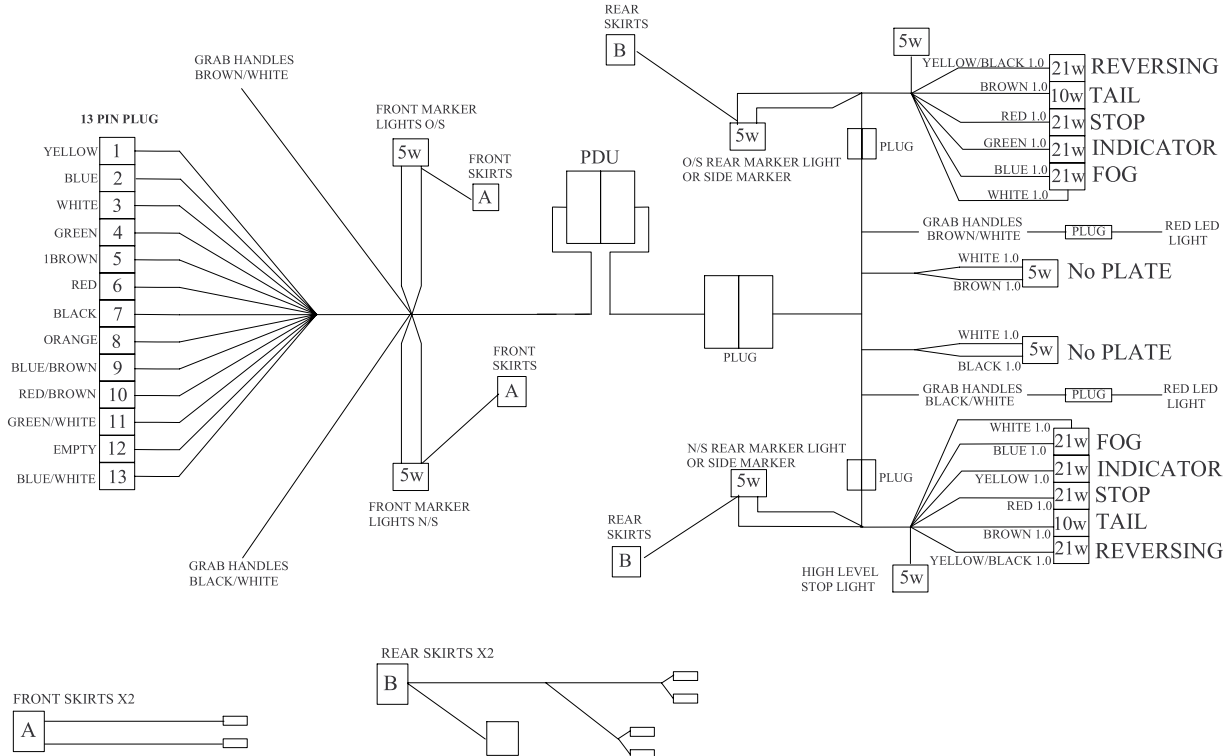 REAR
SKIRTS
B
5w
GRAB HANDLES
BROWN/WHITE
YELLOW/BLACK 1.0
21w REVERSING
BROWN 1.0
10w TAIL
RED 1.0
21w STOP
GREEN 1.0
21w INDICATOR
BLUE 1.0
21w FOG
WHITE 1.0
FRONT MARKER
LIGHTS O/S
5w
FRONT
SKIRTS
A
PDU
5w
O/S REAR MARKER LIGHT
OR SIDE MARKER
PLUG
13 PIN PLUG
YELLOW 1
BLUE 2
WHITE 3
GREEN 4
1BROWN 5
RED 6
BLACK 7
ORANGE 8
BLUE/BROWN 9
RED/BROWN 10
GREEN/WHITE 11
EMPTY 12
BLUE/WHITE 13
GRAB HANDLES
BROWN/WHITE
PLUG
RED LED
LIGHT
WHITE 1.0
BROWN 1.0
5w No PLATE
PLUG
WHITE 1.0
BLACK 1.0
5w No PLATE
GRAB HANDLES
BLACK/WHITE
PLUG
RED LED
LIGHT
FRONT
SKIRTS
A
5w
FRONT MARKER
LIGHTS N/S
GRAB HANDLES
BLACK/WHITE
N/S REAR MARKER LIGHT
OR SIDE MARKER
5w
PLUG
REAR
SKIRTS
B
WHITE 1.0
21w FOG
BLUE 1.0
21w INDICATOR
YELLOW 1.0
21w STOP
RED 1.0
10w TAIL
BROWN 1.0
21w REVERSING
YELLOW/BLACK 1.0
HIGH LEVEL
STOP LIGHT
5w
FRONT SKIRTS X2
A
REAR SKIRTS X2
B